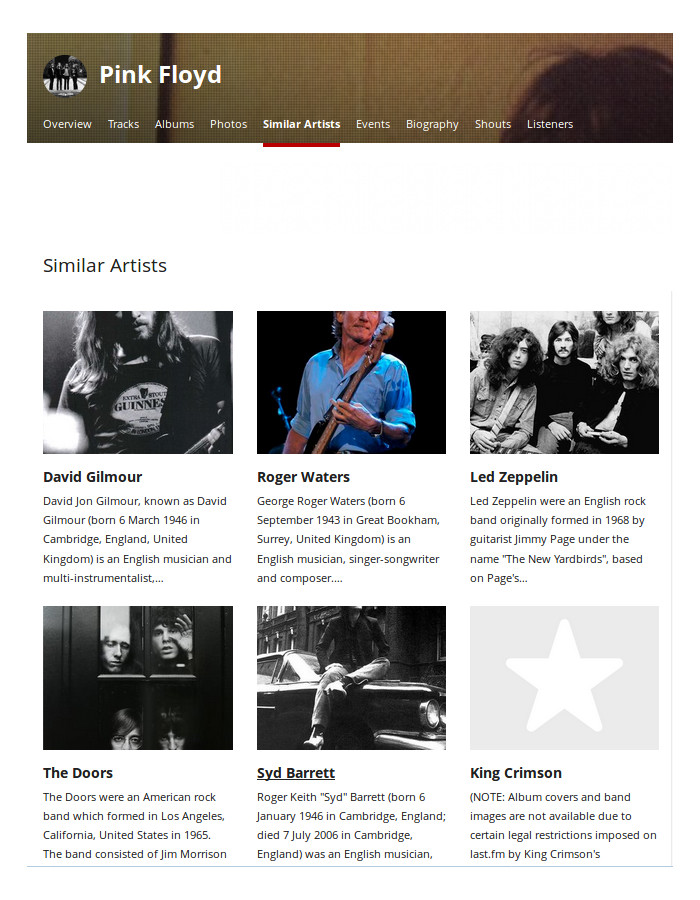 Pink Floyd
Overview Tracks Albums Photos Similar Artists Events Biography Shouts Listeners
Similar Artists
EXTRA STOUT
GUINNESS
David Gilmour
David Jon Gilmour, known as David
Gilmour (born 6 March 1946 in
Cambridge, England, United
Kingdom) is an English musician and
multi-instrumentalist,...
Roger Waters
George Roger Waters (born 6
September 1943 in Great Bookham,
Surrey, United Kingdom) is an
English musician, singer-songwriter
and composer....
Led Zeppelin
Led Zeppelin were an English rock
band originally formed in 1968 by
guitarist Jimmy Page under the
name "The New Yardbirds", based
on Page's...
The Doors
The Doors were an American rock
band which formed in Los Angeles,
California, United States in 1965.
The band consisted of Jim Morrison
Syd Barrett
Roger Keith "Syd" Barrett (born 6
January 1946 in Cambridge, England;
died 7 July 2006 in Cambridge,
England) was an English musician,
King Crimson
(NOTE: Album covers and band
images are not available due to
certain legal restrictions imposed on
last.fm by King Crimson's